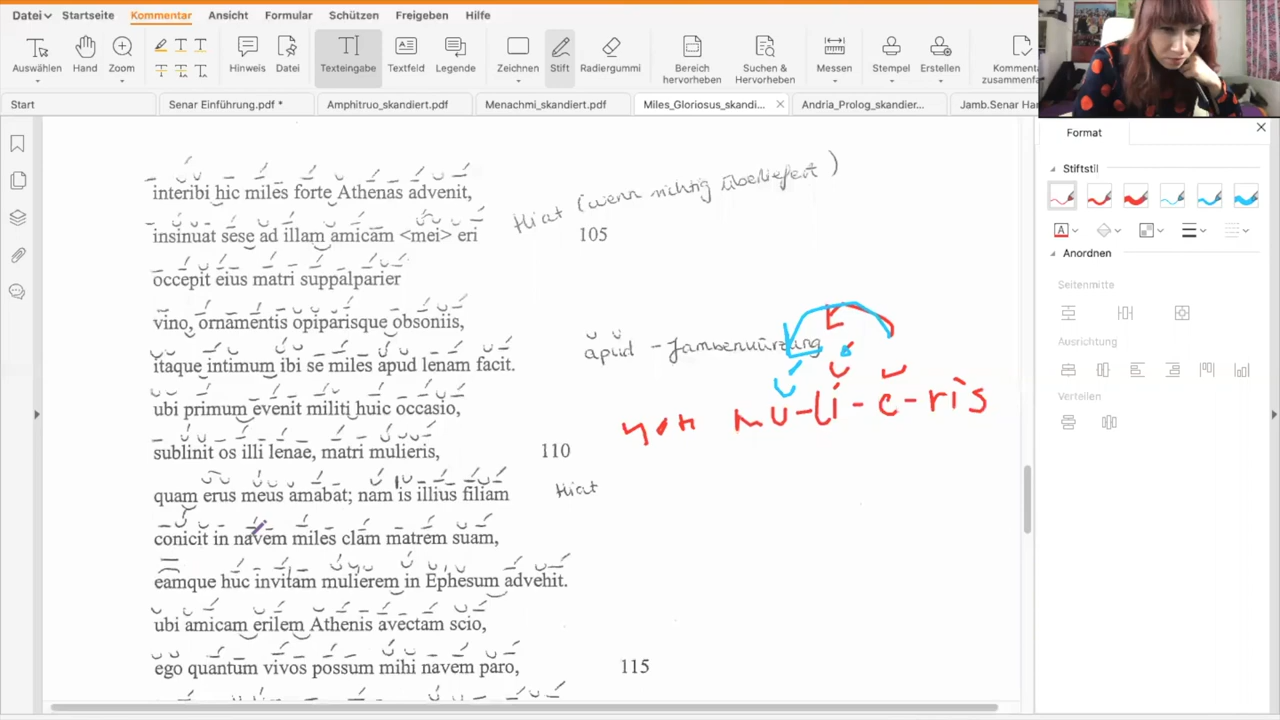 Datei Startseite Kommentar Ansicht Formular Schützen Freigeben Hilfe
Auswählen Hand Zoom Hinweis Datei Texteingabe Textfeld Legende Zeichnen Stift Radiergummi Bereich hervorheben Suchen & Hervorheben Messen Stempel Erstellen Kommentare zusammenfassen
Start Senar Einführung.pdf * Amphitruo_skandiert.pdf Menachmi_skandiert.pdf Miles_Gloriosus_skandi... Andria_Prolog_skandier... Jamb.Senar Han
Format
Stiftstil
Anordnen
Seitenmitte
Ausrichtung
Verteilen
interibi hic miles forte Athenas advenit,
Hiat (wenn richtig überliefert)
insinuat sese ad illam amicam <mei> eri 105
occepit eius matri suppalparier
vino, ornamentis opiparisque obsoniis,
apud - Jambenkürzung
itaque intimum ibi se miles apud lenam facit.
ubi primum evenit militi huic occasio,
mu-li-e-ris
sublinit os illi lenae, matri mulieris, 110
quam erus meus amabat; nam is illius filiam Hiat
conicit in navem miles clam matrem suam,
eamque huc invitam mulierem in Ephesum advehit.
ubi amicam erilem Athenis avectam scio,
ego quantum vivos possum mihi navem paro, 115